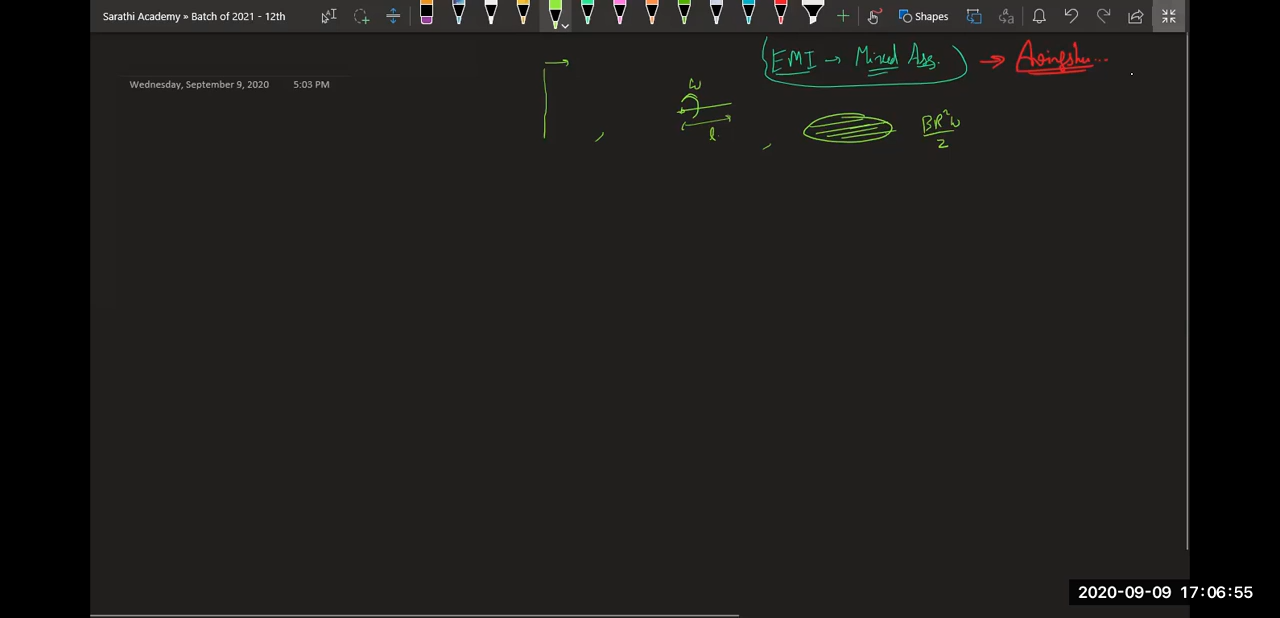 Sarathi Academy » Batch of 2021 - 12th
Shapes
EMI → Mixed Ass. →
Wednesday, September 9, 2020 5:03 PM
ω
l
BR²ω
2
2020-09-09 17:06:55